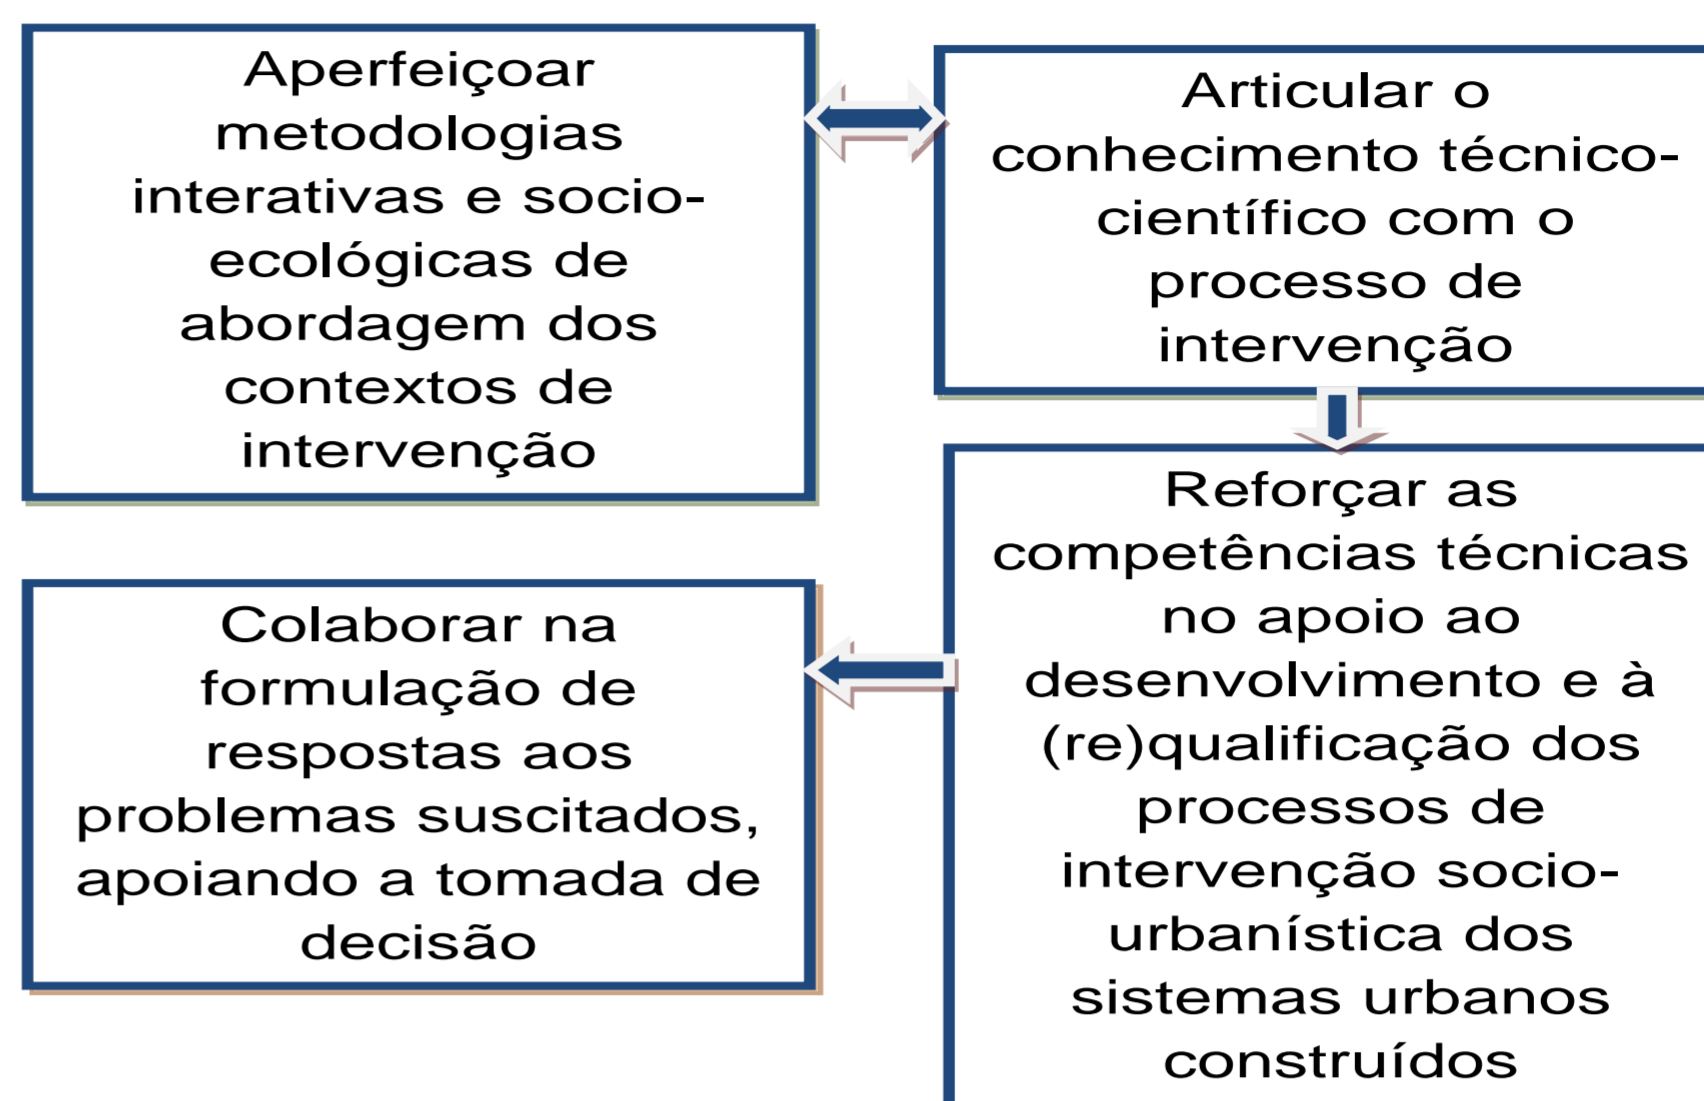 Aperfeiçoar
metodologias
interativas e socio-
ecológicas de
abordagem dos
contextos de
intervenção
Articular o
conhecimento técnico-
científico com o
processo de
intervenção
Reforçar as
competências técnicas
no apoio ao
desenvolvimento e à
(re)qualificação dos
processos de
intervenção socio-
urbanística dos
sistemas urbanos
construídos
Colaborar na
formulação de
respostas aos
problemas suscitados,
apoiando a tomada de
decisão